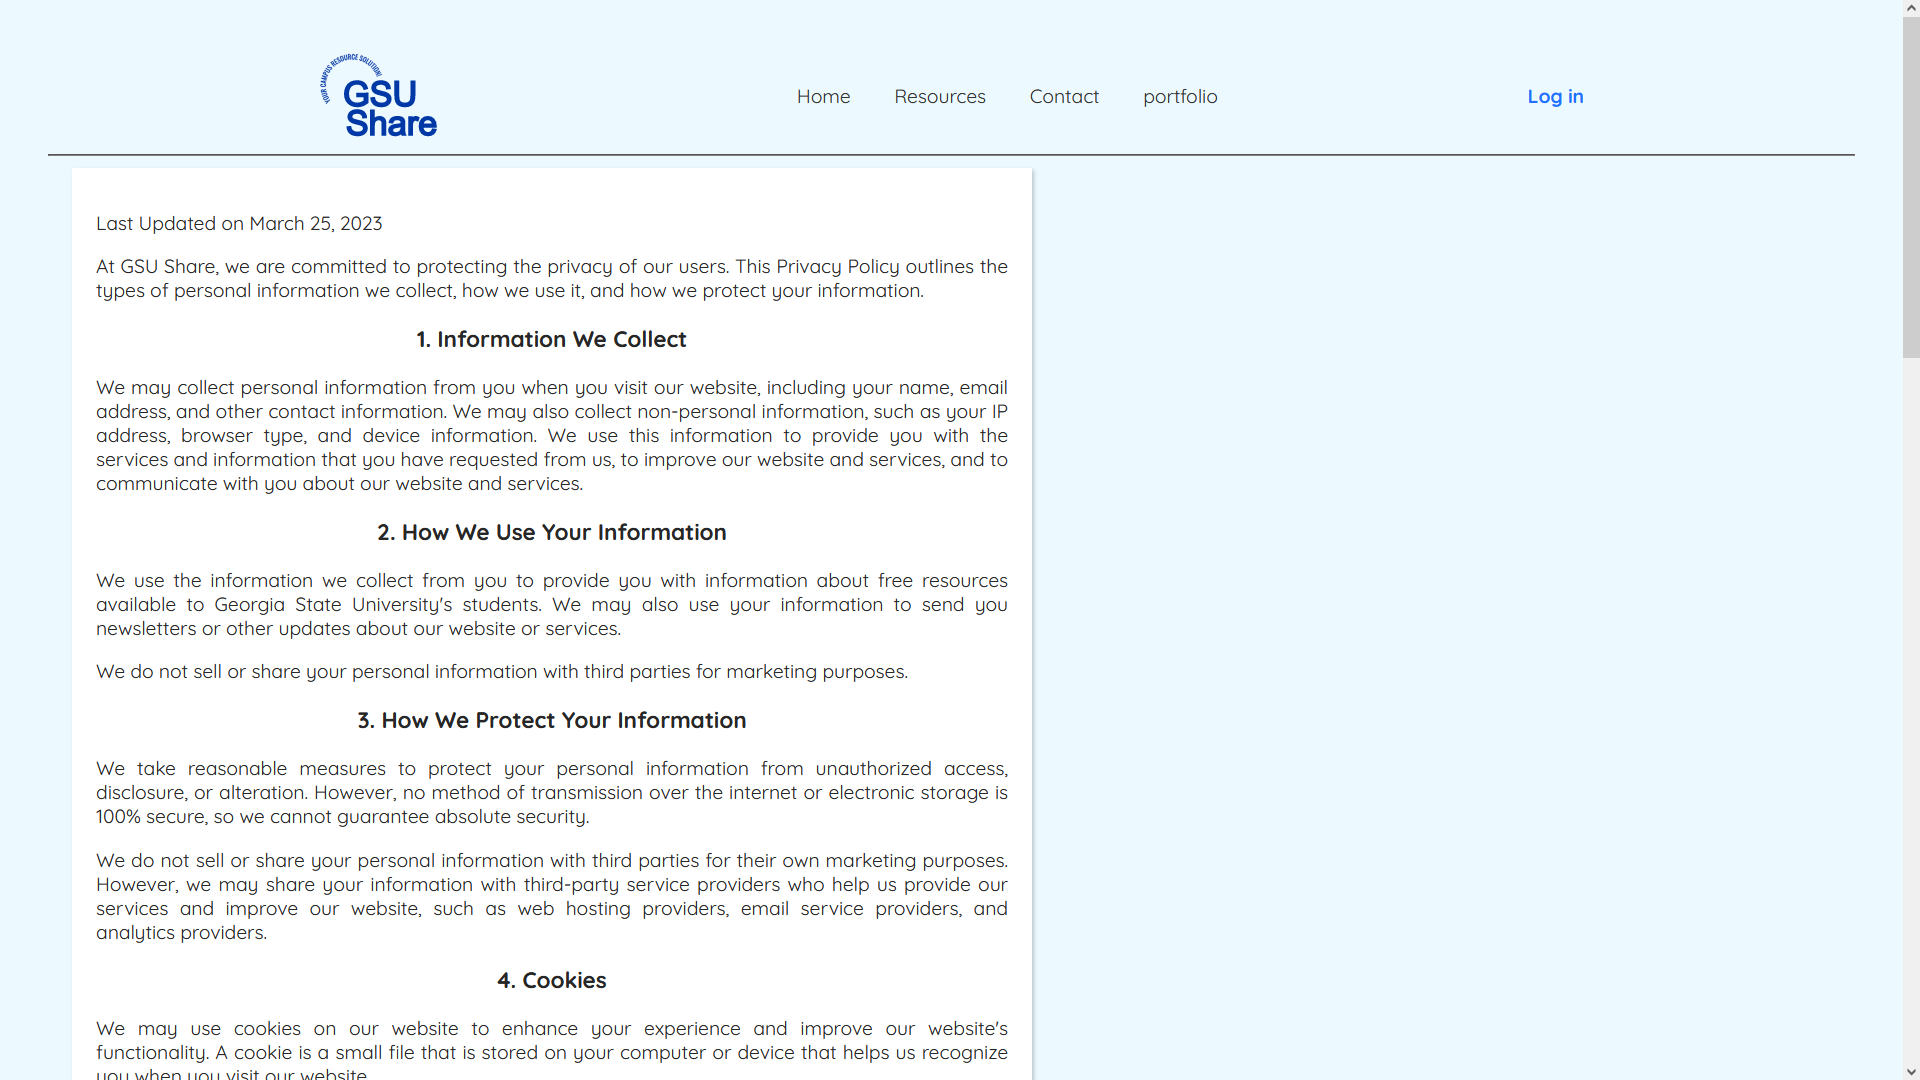 YOUR CAMPUS RESOURCE SOLUTION!
GSU
Share
Home
Resources
Contact
portfolio
Log in
Last Updated on March 25, 2023
At GSU Share, we are committed to protecting the privacy of our users. This Privacy Policy outlines the
types of personal information we collect, how we use it, and how we protect your information.
1. Information We Collect
We may collect personal information from you when you visit our website, including your name, email
address, and other contact information. We may also collect non-personal information, such as your IP
address, browser type, and device information. We use this information to provide you with the
services and information that you have requested from us, to improve our website and services, and to
communicate with you about our website and services.
2. How We Use Your Information
We use the information we collect from you to provide you with information about free resources
available to Georgia State University's students. We may also use your information to send you
newsletters or other updates about our website or services.
We do not sell or share your personal information with third parties for marketing purposes.
3. How We Protect Your Information
We take reasonable measures to protect your personal information from unauthorized access,
disclosure, or alteration. However, no method of transmission over the internet or electronic storage is
100% secure, so we cannot guarantee absolute security.
We do not sell or share your personal information with third parties for their own marketing purposes.
However, we may share your information with third-party service providers who help us provide our
services and improve our website, such as web hosting providers, email service providers, and
analytics providers.
4. Cookies
We may use cookies on our website to enhance your experience and improve our website's
functionality. A cookie is a small file that is stored on your computer or device that helps us recognize
you when you visit our website.